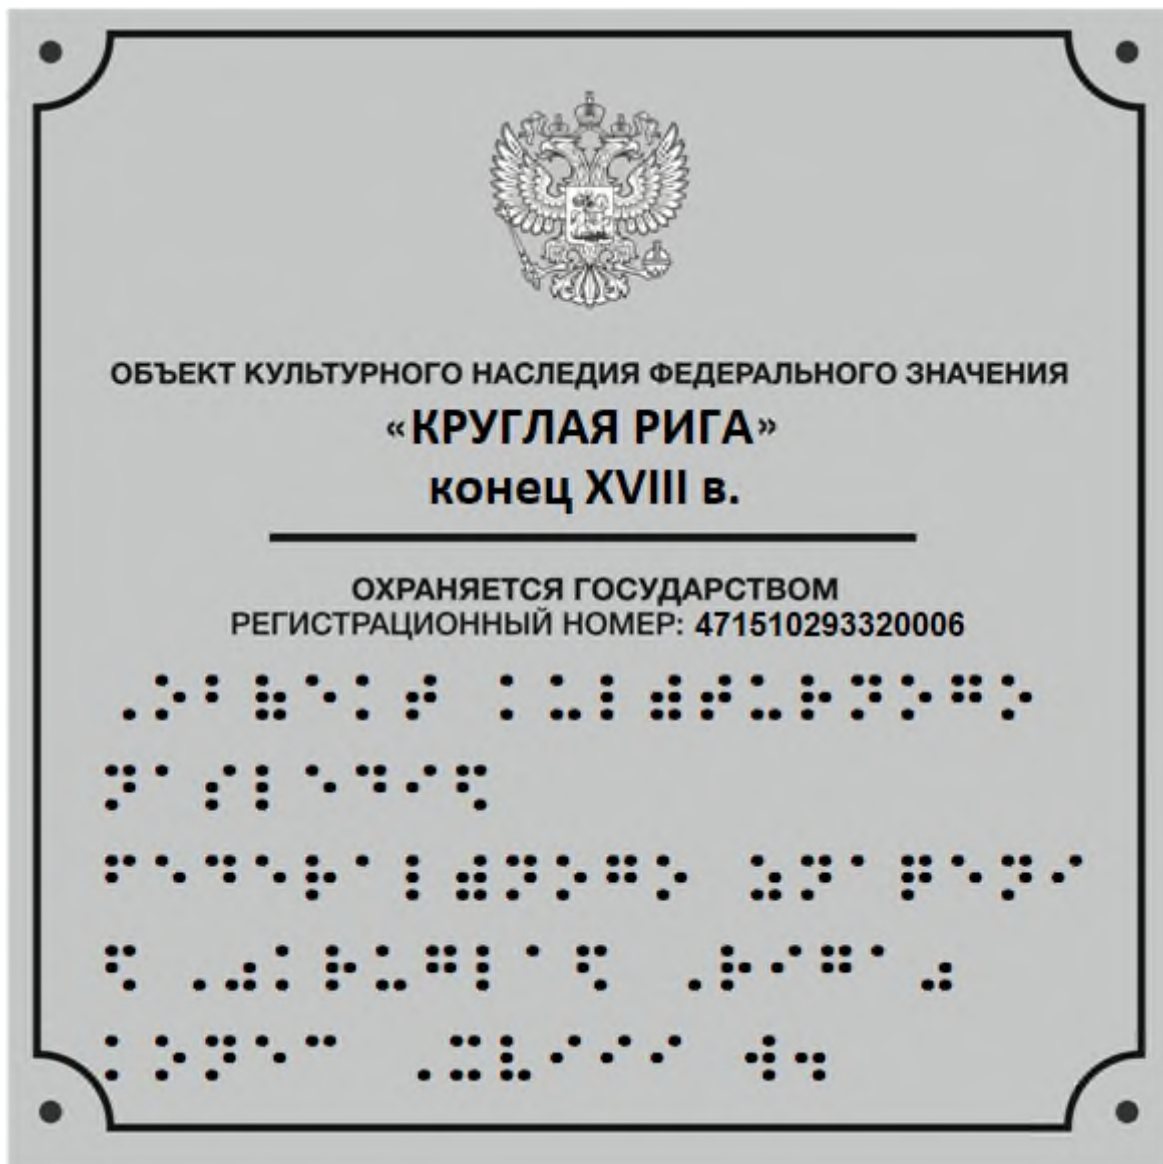 ОБЪЕКТ КУЛЬТУРНОГО НАСЛЕДИЯ ФЕДЕРАЛЬНОГО ЗНАЧЕНИЯ
«КРУГЛАЯ РИГА»
конец XVIII в.
ОХРАНЯЕТСЯ ГОСУДАРСТВОМ
РЕГИСТРАЦИОННЫЙ НОМЕР: 471510293320006
⠠⠕⠃⠷⠑⠅⠞ ⠅⠥⠇⠾⠞⠥⠗⠝⠕⠛⠕
⠝⠁⠎⠇⠑⠙⠊⠫
⠋⠑⠙⠑⠗⠁⠇⠾⠝⠕⠛⠕ ⠵⠝⠁⠟⠑⠝⠊
⠫ ⠠⠴⠅⠗⠥⠛⠇⠁⠫ ⠠⠗⠊⠛⠁⠴
⠅⠕⠝⠑⠉ ⠠⠭⠧⠊⠊⠊ ⠺⠲